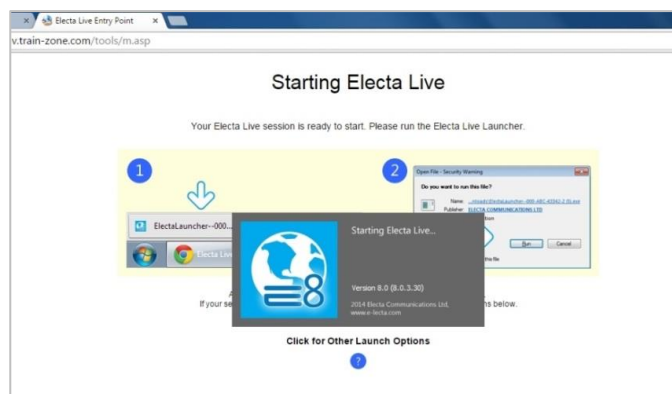 Electa Live Entry Point
v.train-zone.com/tools/m.asp
Starting Electa Live
Your Electa Live session is ready to start. Please run the Electa Live Launcher.
1
2
Open File - Security Warning
Do you want to run this file?
Name:
Publisher: ELECTA COMMUNICATIONS LTD
Run
Cancel
ElectaLauncher--000...
Electa Live
Starting Electa Live...
Version 8.0 (8.0.3.30)
2014 Electa Communications Ltd,
www.e-lecta.com
If your se
ns below.
Click for Other Launch Options
?